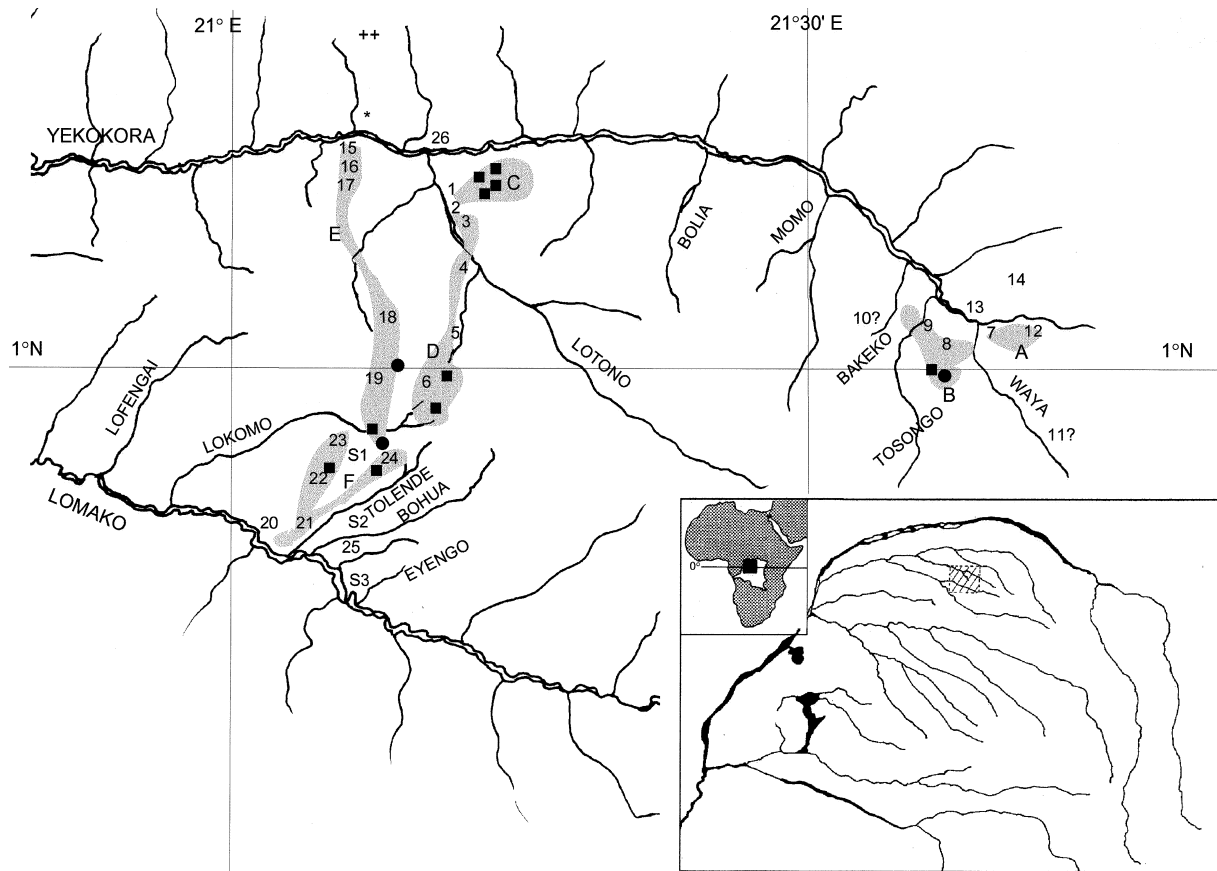 21° E
21°30' E
++
*
YEKOKORA
15
26
16
17
1
C
2
3
E
4
BOLIA
MOMO
14
13
10?
9
7
12
18
5
8
A
1°N
D
1°N
19
6
LOTONO
BAKEKO
B
WAYA
LOFENGAI
LOKOMO
TOSONGO
11?
23
S1
24
22
F
LOMAKO
TOLENDE
20
21
S2
BOHUA
25
S3
EYENGO
0°